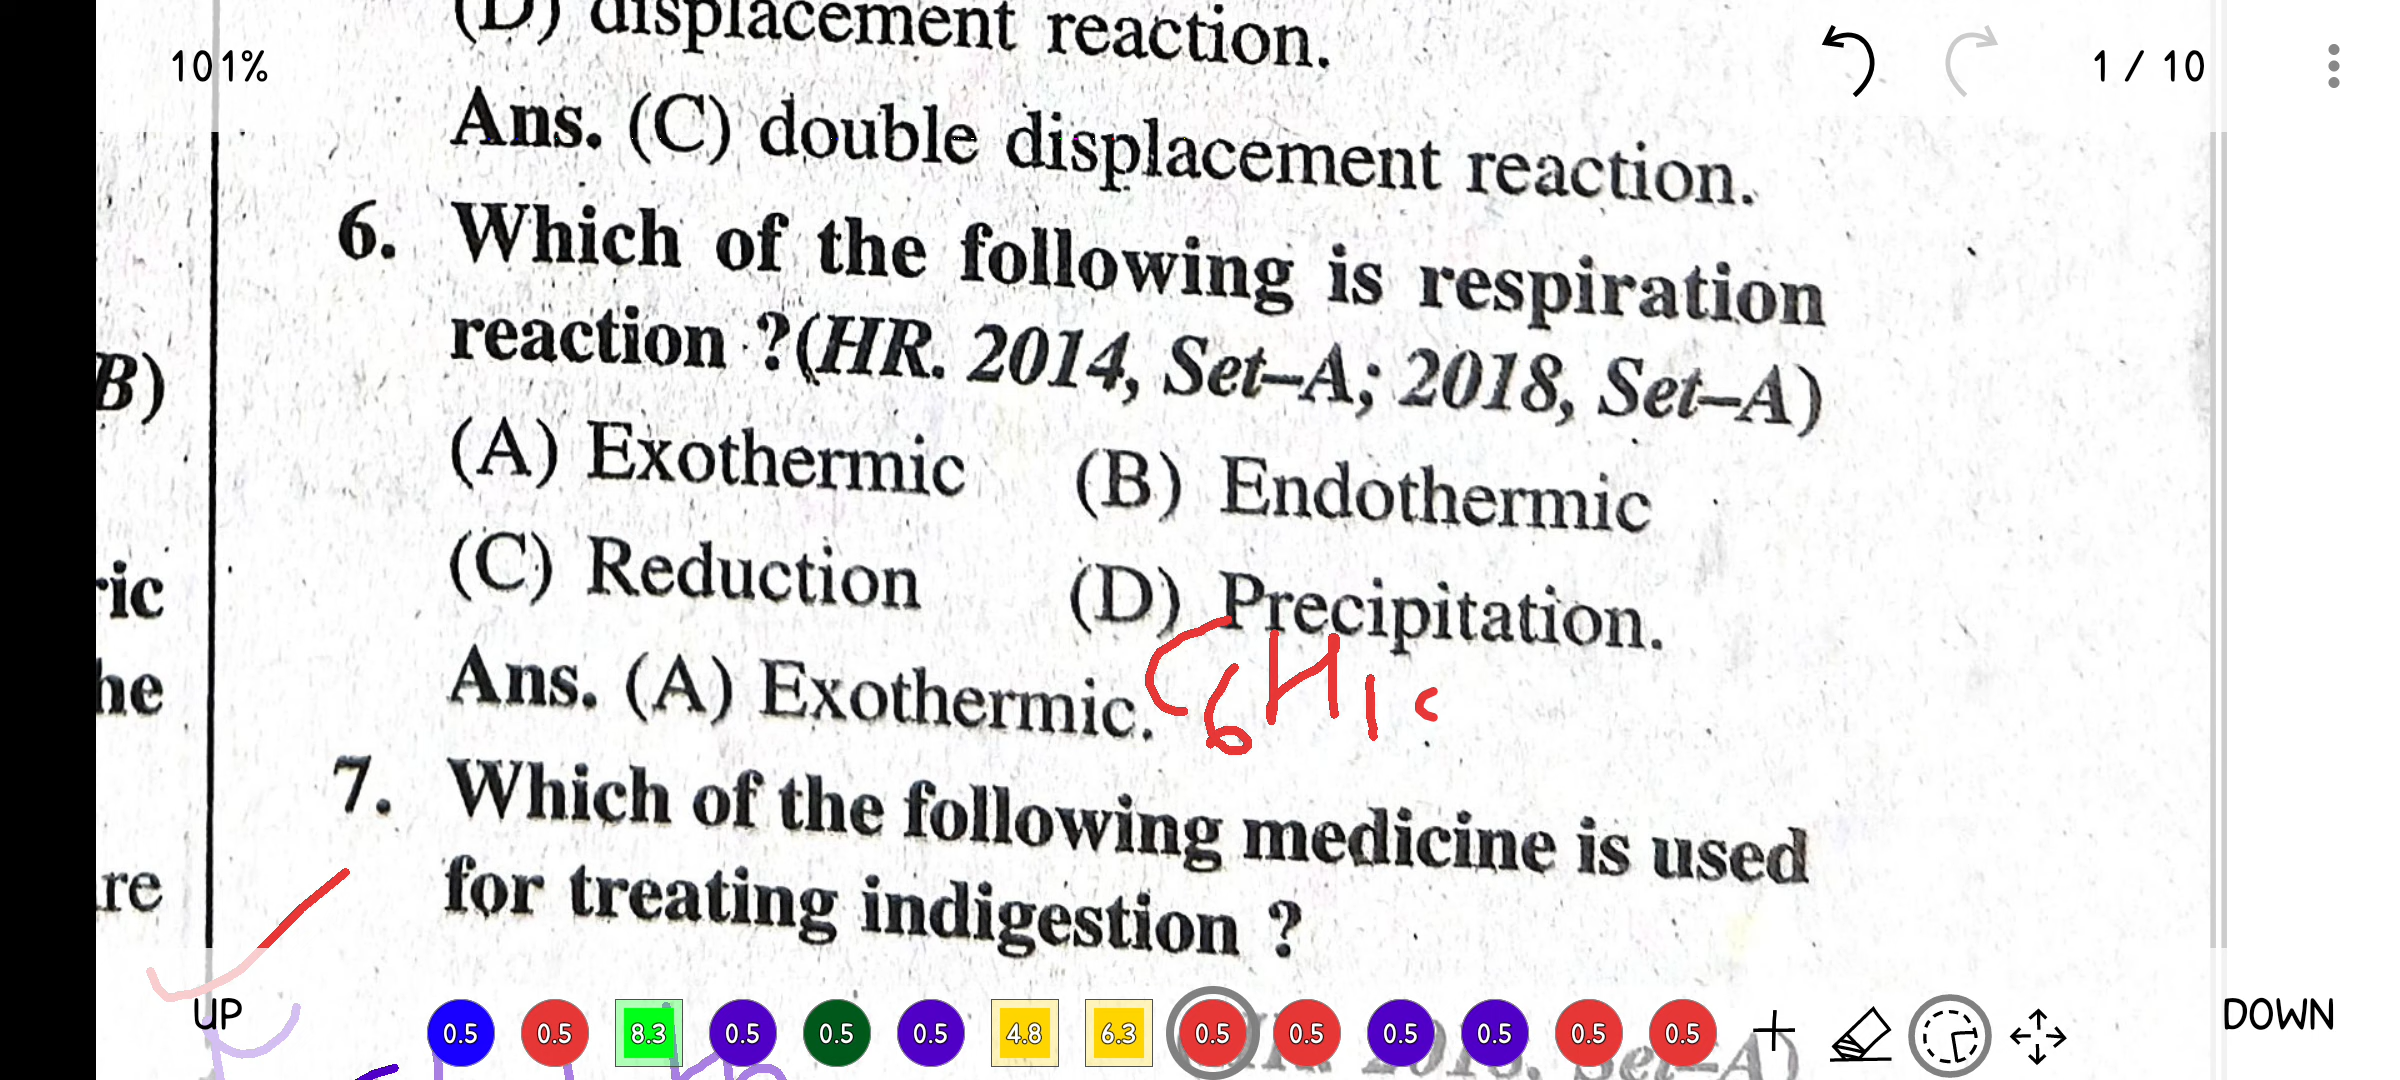 (D) displacement reaction.
101%
1 / 10
Ans. (C) double displacement reaction.
6. Which of the following is respiration
reaction ?(HR. 2014, Set–A; 2018, Set–A)
B)
(A) Exothermic (B) Endothermic
ric
(C) Reduction (D) Precipitation.
he
Ans. (A) Exothermic. C6H1
7. Which of the following medicine is used
re
for treating indigestion ?
UP
0.5 0.5 8.3 0.5 0.5 0.5 4.8 6.3 0.5 0.5 0.5 0.5 0.5 0.5
DOWN
Set–A)